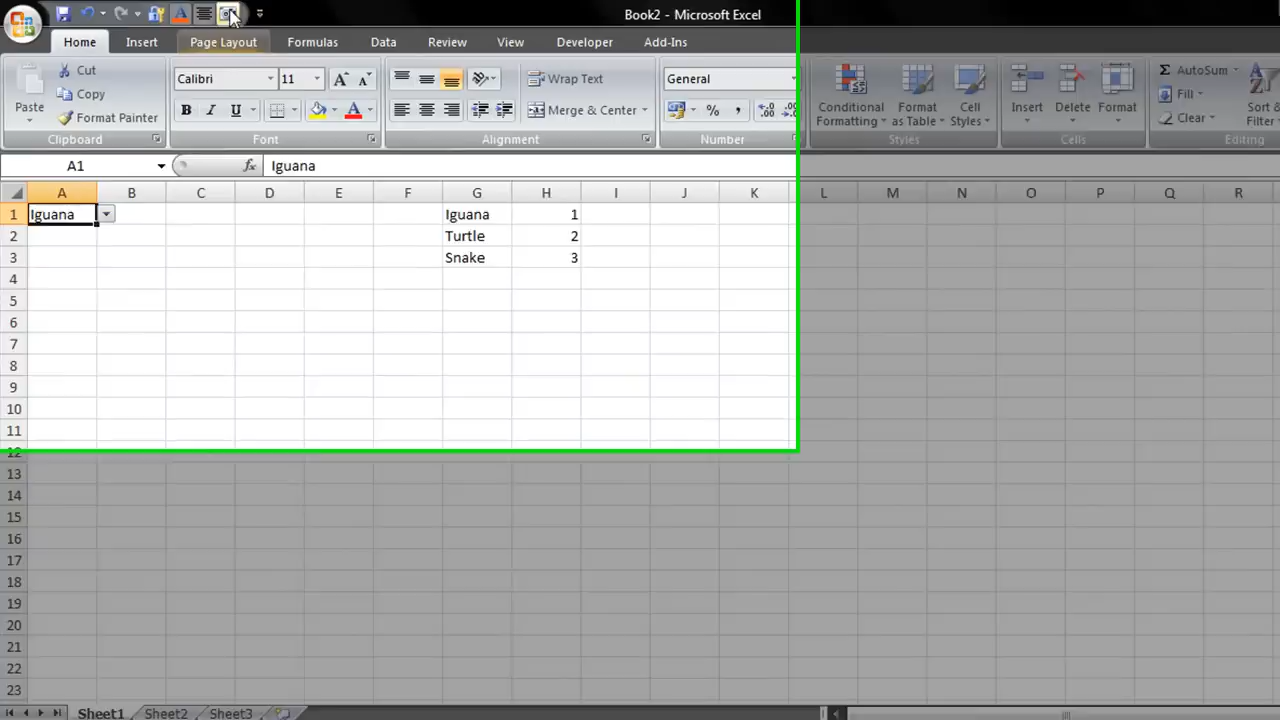 Book2 - Microsoft Excel
Home Insert Page Layout Formulas Data Review View Developer Add-Ins
Paste
Cut
Copy
Format Painter
Clipboard
Calibri 11
B I U
Font
Wrap Text
Merge & Center
Alignment
General
% ,
Number
Conditional Formatting
Format as Table
Cell Styles
Styles
Insert Delete Format
Cells
Σ AutoSum
Fill
Clear
Sort & Filter
Editing
A1 fx Iguana
A B C D E F G H I J K L M N O P Q R
1 Iguana Iguana 1
2 Turtle 2
3 Snake 3
4
5
6
7
8
9
10
11
12
13
14
15
16
17
18
19
20
21
22
23
Sheet1 Sheet2 Sheet3